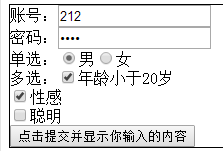 账号：212
密码：••••
单选：男 女
多选：年龄小于20岁
性感
聪明
点击提交并显示你输入的内容